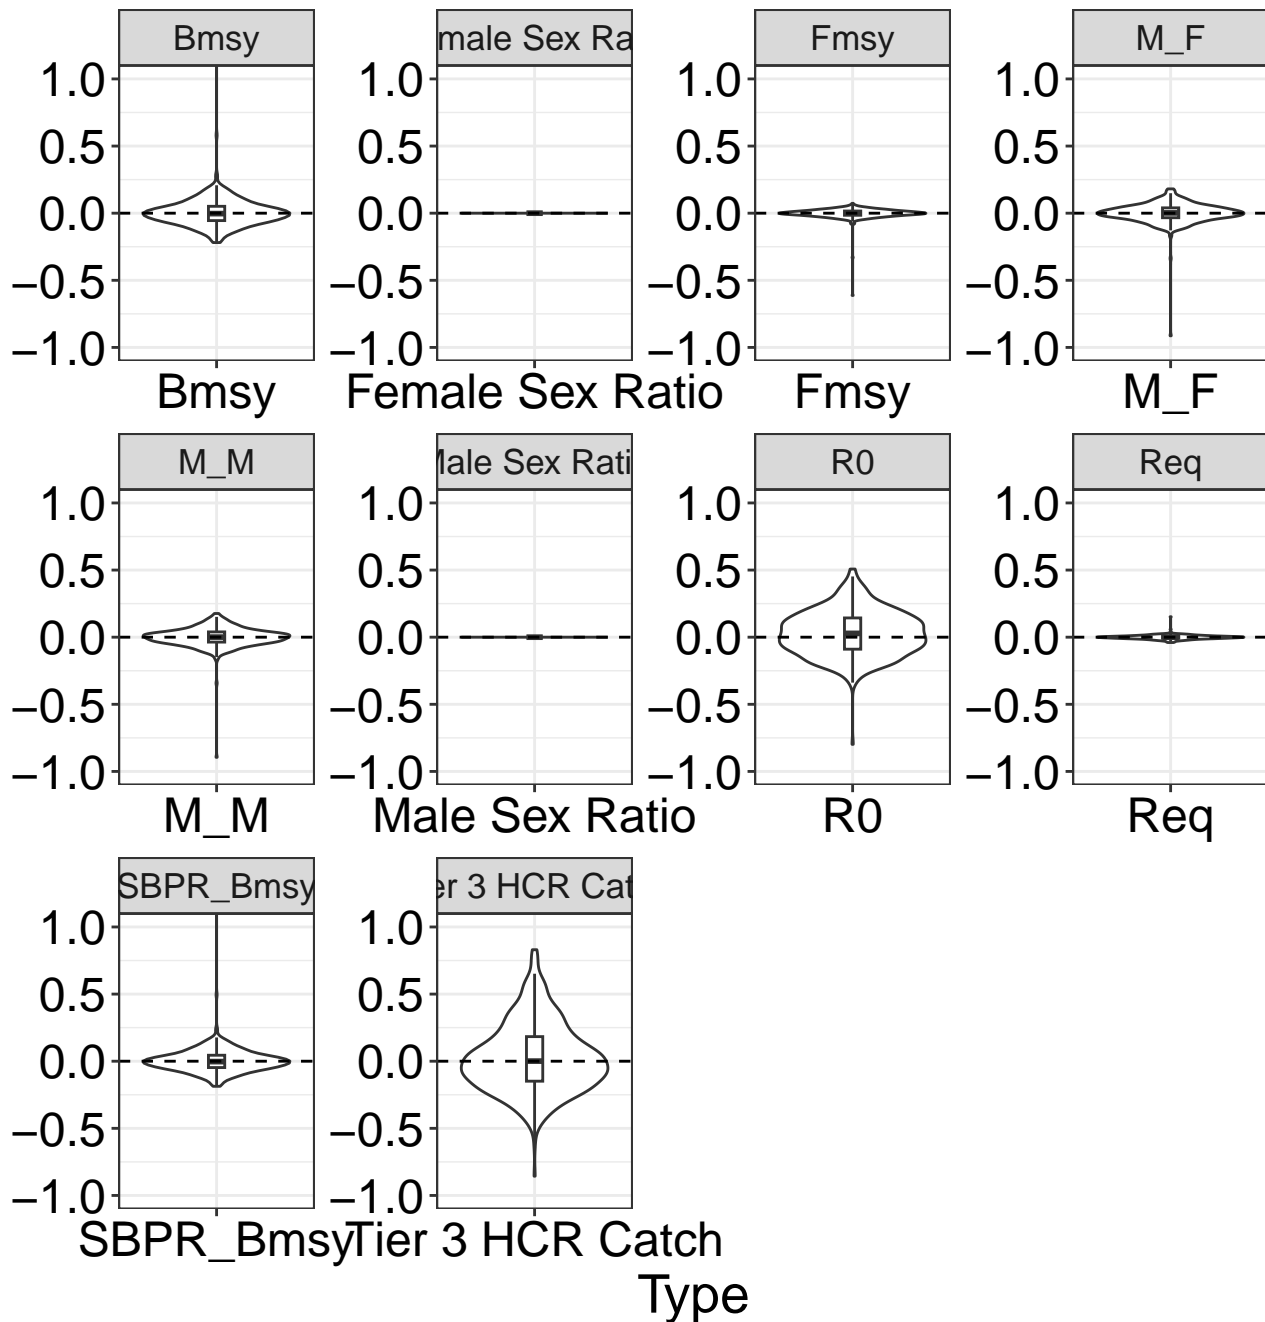 Bmsy male Sex Ra Fmsy M_F
1.0 1.0 1.0 1.0
0.5 0.5 0.5 0.5
0.0 0.0 0.0 0.0
−0.5 −0.5 −0.5 −0.5
−1.0 −1.0 −1.0 −1.0
Bmsy Female Sex Ratio Fmsy M_F
M_M Male Sex Rati R0 Req
1.0 1.0 1.0 1.0
0.5 0.5 0.5 0.5
0.0 0.0 0.0 0.0
−0.5 −0.5 −0.5 −0.5
−1.0 −1.0 −1.0 −1.0
M_M Male Sex Ratio R0 Req
SBPR_Bmsy er 3 HCR Cat
1.0 1.0
0.5 0.5
0.0 0.0
−0.5 −0.5
−1.0 −1.0
SBPR_Bmsy Tier 3 HCR Catch
Type